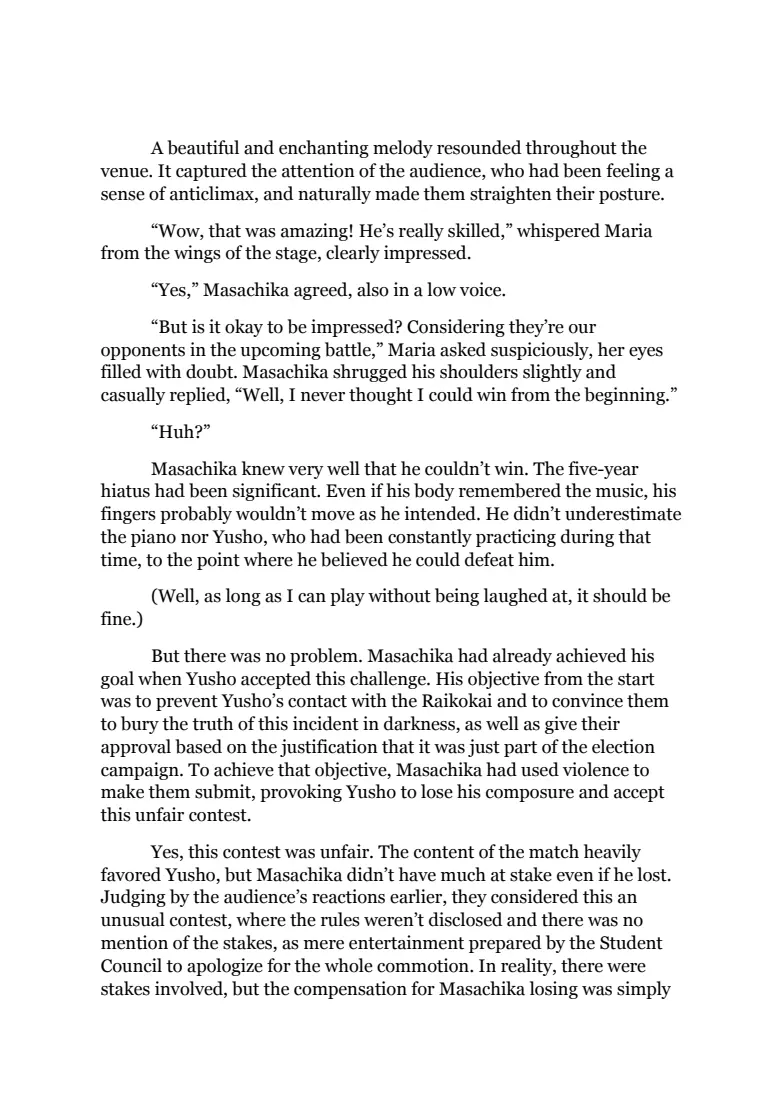 A beautiful and enchanting melody resounded throughout the
venue. It captured the attention of the audience, who had been feeling a
sense of anticlimax, and naturally made them straighten their posture.
“Wow, that was amazing! He’s really skilled,” whispered Maria
from the wings of the stage, clearly impressed.
“Yes,” Masachika agreed, also in a low voice.
“But is it okay to be impressed? Considering they’re our
opponents in the upcoming battle,” Maria asked suspiciously, her eyes
filled with doubt. Masachika shrugged his shoulders slightly and
casually replied, “Well, I never thought I could win from the beginning.”
“Huh?”
Masachika knew very well that he couldn’t win. The five-year
hiatus had been significant. Even if his body remembered the music, his
fingers probably wouldn’t move as he intended. He didn’t underestimate
the piano nor Yusho, who had been constantly practicing during that
time, to the point where he believed he could defeat him.
(Well, as long as I can play without being laughed at, it should be
fine.)
But there was no problem. Masachika had already achieved his
goal when Yusho accepted this challenge. His objective from the start
was to prevent Yusho’s contact with the Raikokai and to convince them
to bury the truth of this incident in darkness, as well as give their
approval based on the justification that it was just part of the election
campaign. To achieve that objective, Masachika had used violence to
make them submit, provoking Yusho to lose his composure and accept
this unfair contest.
Yes, this contest was unfair. The content of the match heavily
favored Yusho, but Masachika didn’t have much at stake even if he lost.
Judging by the audience’s reactions earlier, they considered this an
unusual contest, where the rules weren’t disclosed and there was no
mention of the stakes, as mere entertainment prepared by the Student
Council to apologize for the whole commotion. In reality, there were
stakes involved, but the compensation for Masachika losing was simply